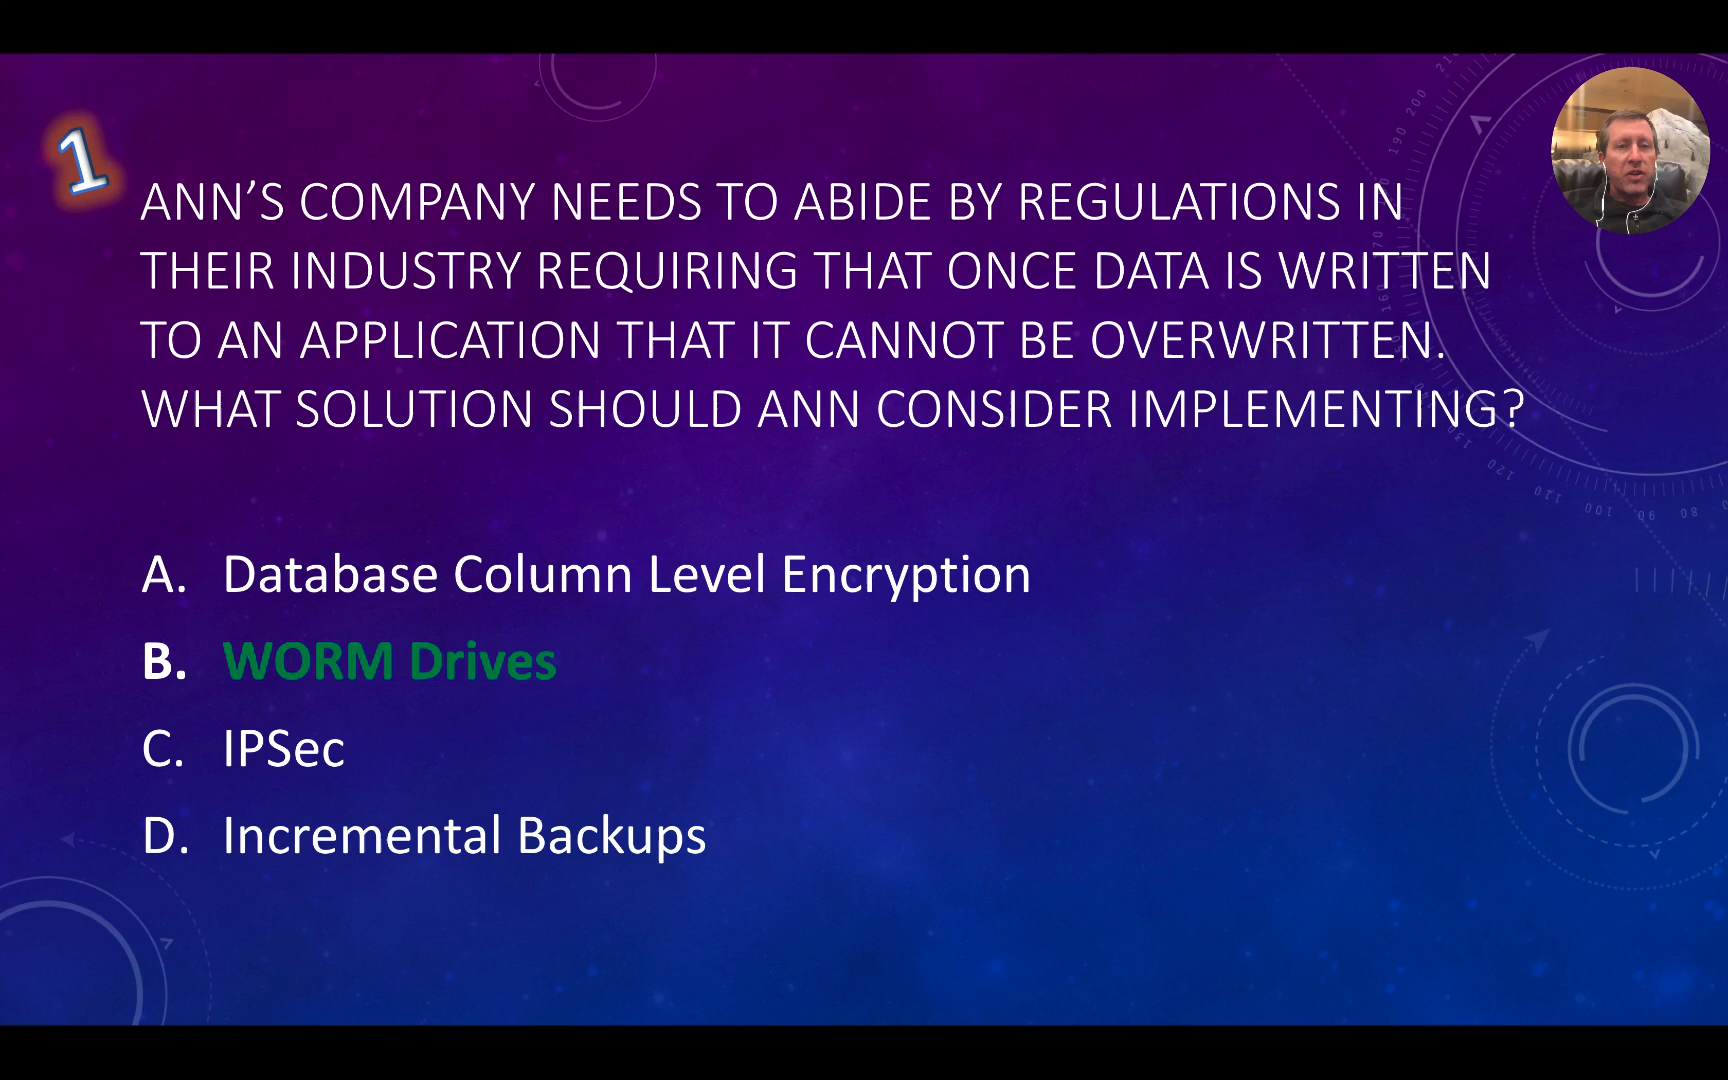 1
ANN'S COMPANY NEEDS TO ABIDE BY REGULATIONS IN
THEIR INDUSTRY REQUIRING THAT ONCE DATA IS WRITTEN
TO AN APPLICATION THAT IT CANNOT BE OVERWRITTEN.
WHAT SOLUTION SHOULD ANN CONSIDER IMPLEMENTING?
A. Database Column Level Encryption
B. WORM Drives
C. IPSec
D. Incremental Backups